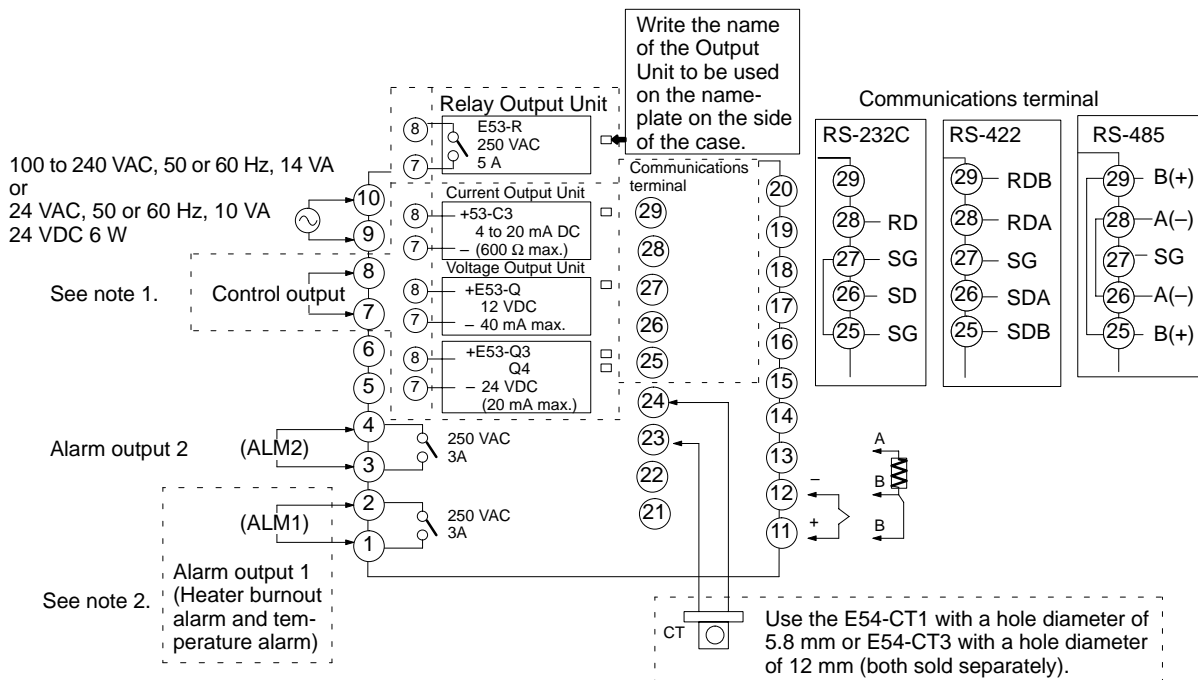 Write the name
of the Output
Unit to be used
on the name-
plate on the side
of the case.
Relay Output Unit
8
7
E53-R
250 VAC
5 A
100 to 240 VAC, 50 or 60 Hz, 14 VA
or
24 VAC, 50 or 60 Hz, 10 VA
24 VDC 6 W
10
9
8
7
6
5
4
3
2
1
See note 1.
Control output
Current Output Unit
8
7
+53-C3
4 to 20 mA DC
– (600 Ω max.)
Voltage Output Unit
8
7
+E53-Q
12 VDC
– 40 mA max.
8
7
+E53-Q3
Q4
– 24 VDC
(20 mA max.)
Alarm output 2
(ALM2)
250 VAC
3A
(ALM1)
250 VAC
3A
See note 2.
Alarm output 1
(Heater burnout
alarm and tem-
perature alarm)
Communications
terminal
29
28
27
26
25
24
23
22
21
20
19
18
17
16
15
14
13
12
11
–
+
A
B
B
Communications terminal
RS-232C
29
28 RD
27 SG
26 SD
25 SG
RS-422
29 RDB
28 RDA
27 SG
26 SDA
25 SDB
RS-485
29 B(+)
28 A(–)
27 SG
26 A(–)
25 B(+)
CT
Use the E54-CT1 with a hole diameter of
5.8 mm or E54-CT3 with a hole diameter
of 12 mm (both sold separately).